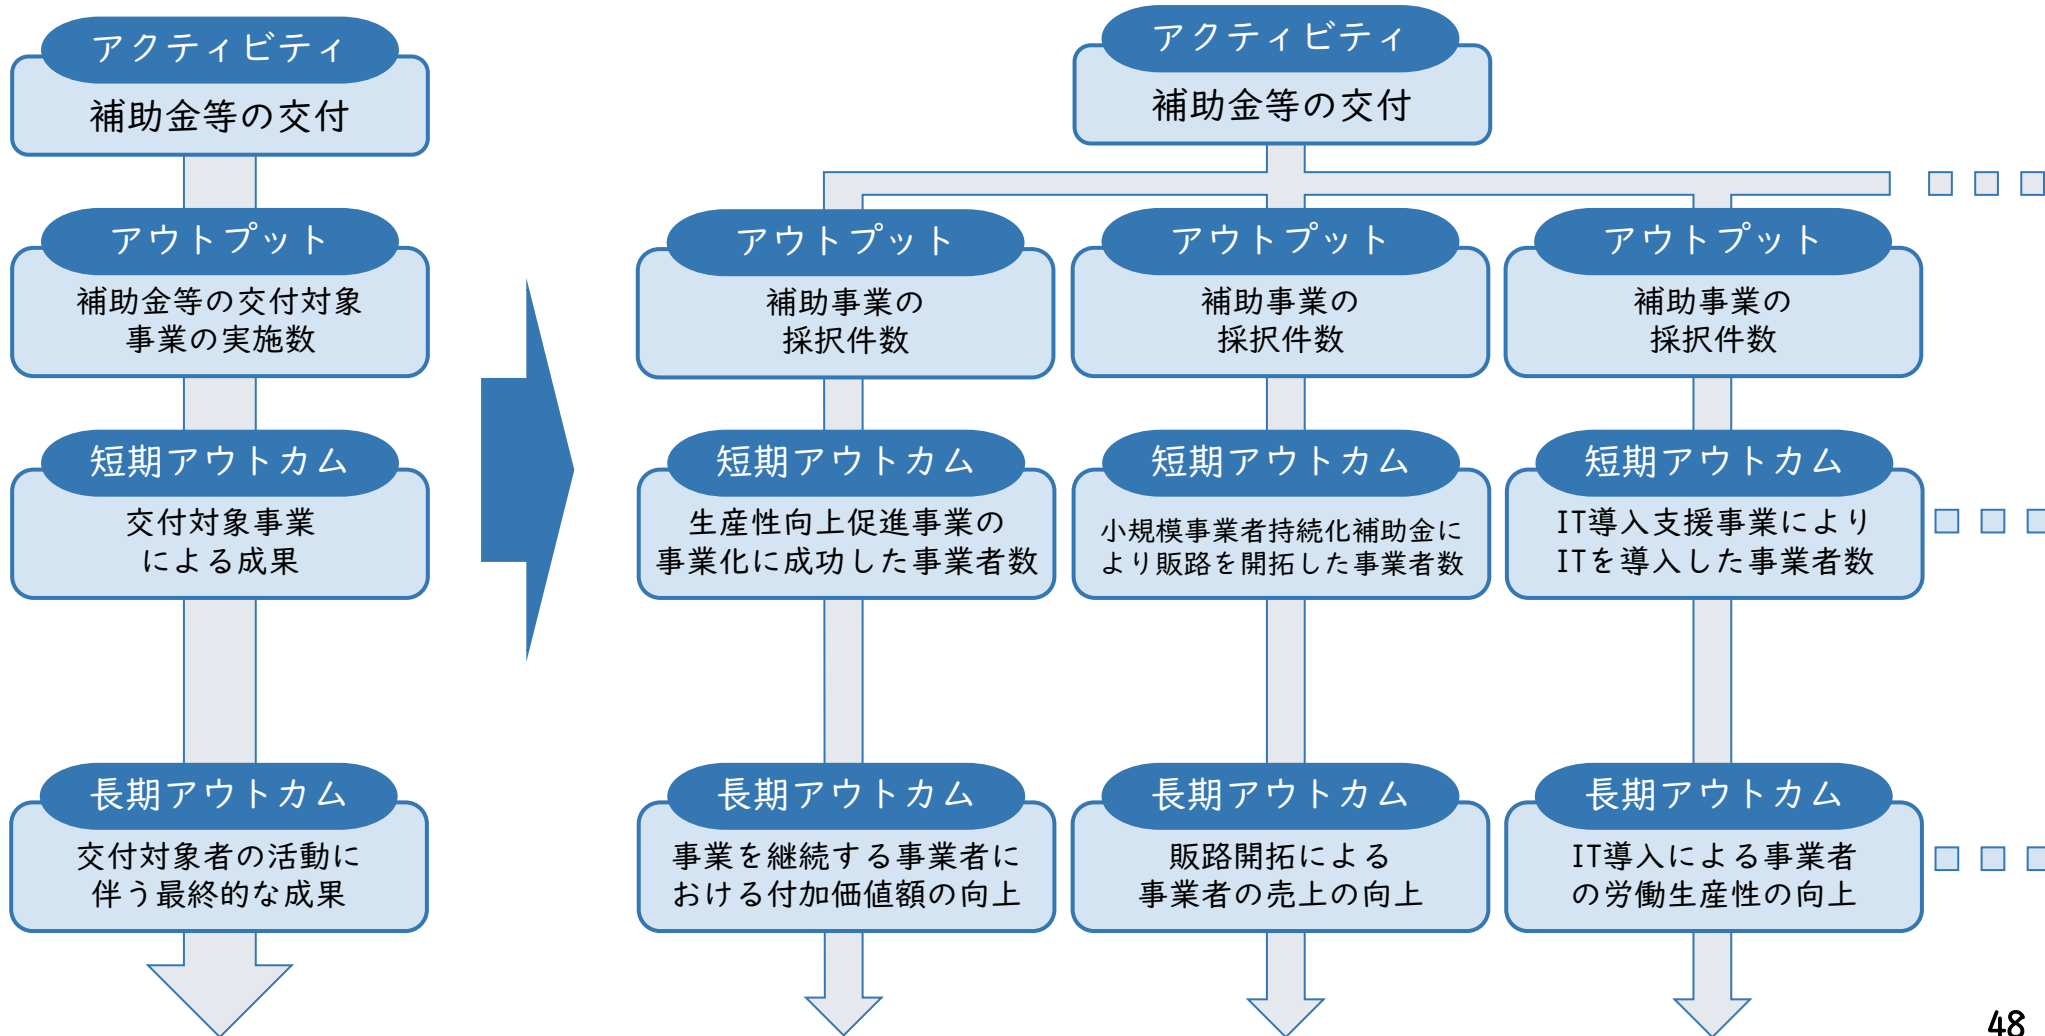 アクティビティ
補助金等の交付
アウトプット
補助金等の交付対象
事業の実施数
短期アウトカム
交付対象事業
による成果
長期アウトカム
交付対象者の活動に
伴う最終的な成果
アクティビティ
補助金等の交付
アウトプット
補助事業の
採択件数
短期アウトカム
生産性向上促進事業の
事業化に成功した事業者数
長期アウトカム
事業を継続する事業者に
おける付加価値額の向上
アウトプット
補助事業の
採択件数
短期アウトカム
小規模事業者持続化補助金に
より販路を開拓した事業者数
長期アウトカム
販路開拓による
事業者の売上の向上
アウトプット
補助事業の
採択件数
短期アウトカム
IT導入支援事業により
ITを導入した事業者数
長期アウトカム
IT導入による事業者
の労働生産性の向上
48